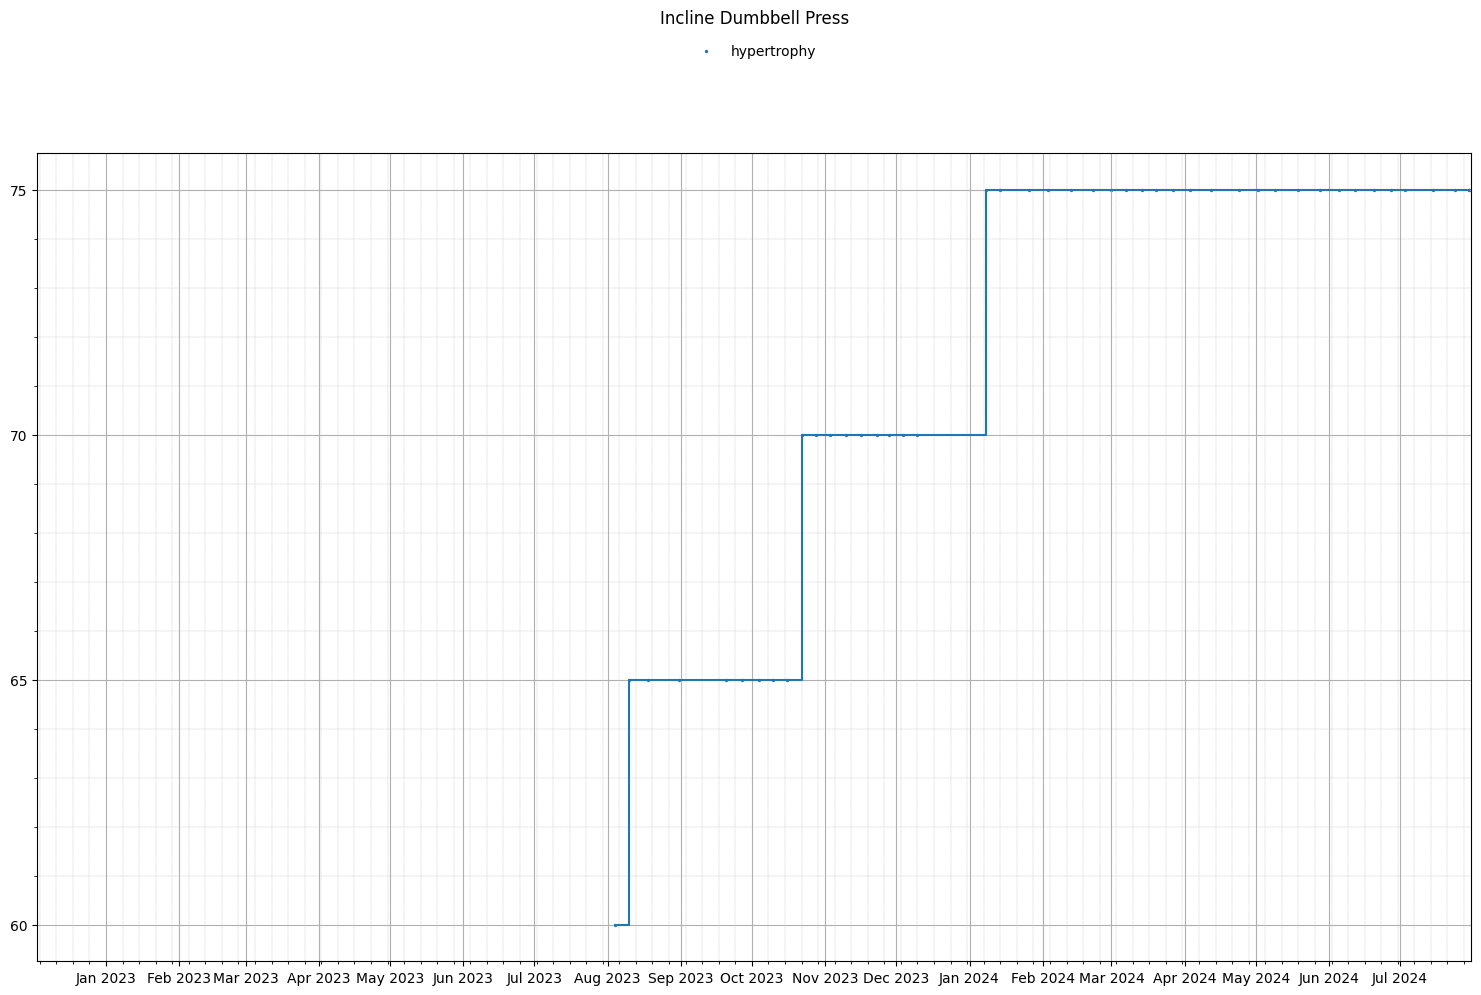 Incline Dumbbell Press
hypertrophy
75
70
65
60
Jan 2023 Feb 2023 Mar 2023 Apr 2023 May 2023 Jun 2023 Jul 2023 Aug 2023 Sep 2023 Oct 2023 Nov 2023 Dec 2023 Jan 2024 Feb 2024 Mar 2024 Apr 2024 May 2024 Jun 2024 Jul 2024